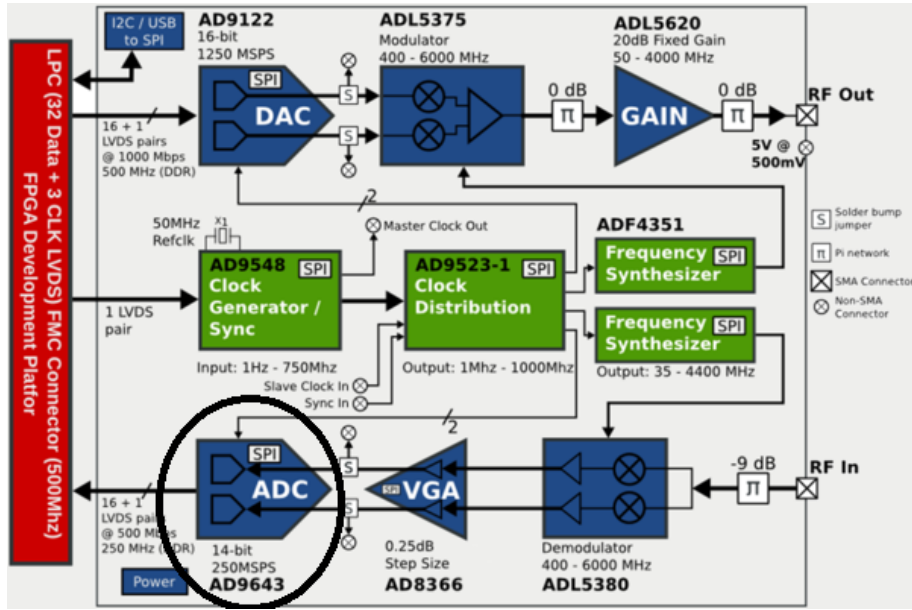 I2C / USB
to SPI
AD9122
16-bit
1250 MSPS
ADL5375
Modulator
400 - 6000 MHz
ADL5620
20dB Fixed Gain
50 - 4000 MHz
LPC (32 Data + 3 CLK LVDS) FMC Connector (500Mhz)
FPGA Development Platfor
SPI
DAC
S
S
0 dB
π
GAIN
0 dB
π
RF Out
5V @
500mV
16 + 1
LVDS pairs
@ 1000 Mbps
500 MHz (DDR)
2
50MHz
Refclk
X1
Master Clock Out
ADF4351
S
Solder bump
jumper
π
Pi network
SMA Connector
Non-SMA
Connector
AD9548
SPI
Clock
Generator /
Sync
AD9523-1
SPI
Clock
Distribution
Frequency
Synthesizer
SPI
Frequency
Synthesizer
SPI
1 LVDS
pair
Input: 1Hz - 750Mhz
Output: 1Mhz - 1000Mhz
Output: 35 - 4400 MHz
Slave Clock In
Sync In
2
SPI
ADC
S
S
SPI
VGA
-9 dB
π
RF In
16 + 1
LVDS pairs
@ 500 Mbps
250 MHz (DDR)
14-bit
250MSPS
AD9643
0.25dB
Step Size
AD8366
Demodulator
400 - 6000 MHz
ADL5380
Power